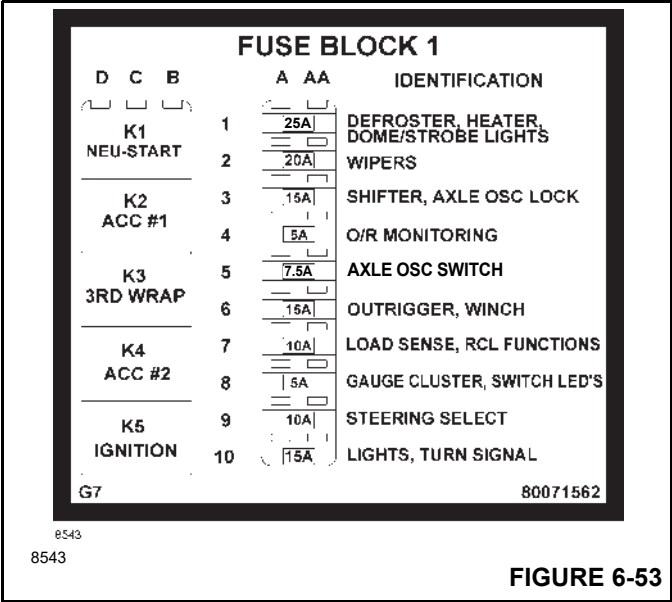 FUSE BLOCK 1
D C B A AA IDENTIFICATION
K1
NEU-START
1 25A DEFROSTER, HEATER,
DOME/STROBE LIGHTS
2 20A WIPERS
K2
ACC #1
3 15A SHIFTER, AXLE OSC LOCK
4 5A O/R MONITORING
K3
3RD WRAP
5 7.5A AXLE OSC SWITCH
6 15A OUTRIGGER, WINCH
K4
ACC #2
7 10A LOAD SENSE, RCL FUNCTIONS
8 5A GAUGE CLUSTER, SWITCH LED'S
K5
IGNITION
9 10A STEERING SELECT
10 15A LIGHTS, TURN SIGNAL
G7 80071562
8543
8543
FIGURE 6-53